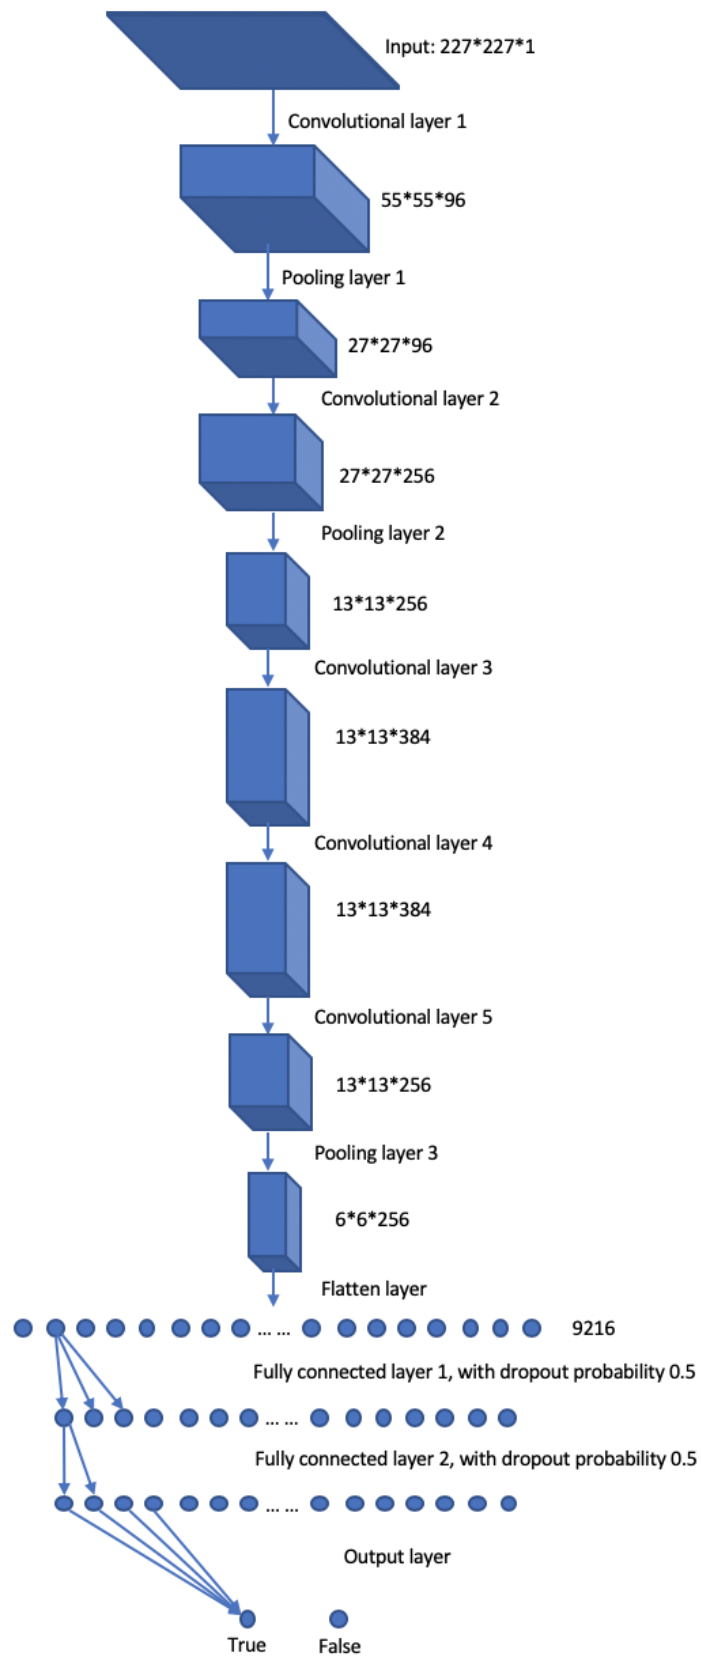 Input: 227*227*1
Convolutional layer 1
55*55*96
Pooling layer 1
27*27*96
Convolutional layer 2
27*27*256
Pooling layer 2
13*13*256
Convolutional layer 3
13*13*384
Convolutional layer 4
13*13*384
Convolutional layer 5
13*13*256
Pooling layer 3
6*6*256
Flatten layer
... ... 9216
Fully connected layer 1, with dropout probability 0.5
... ...
Fully connected layer 2, with dropout probability 0.5
... ...
Output layer
True False